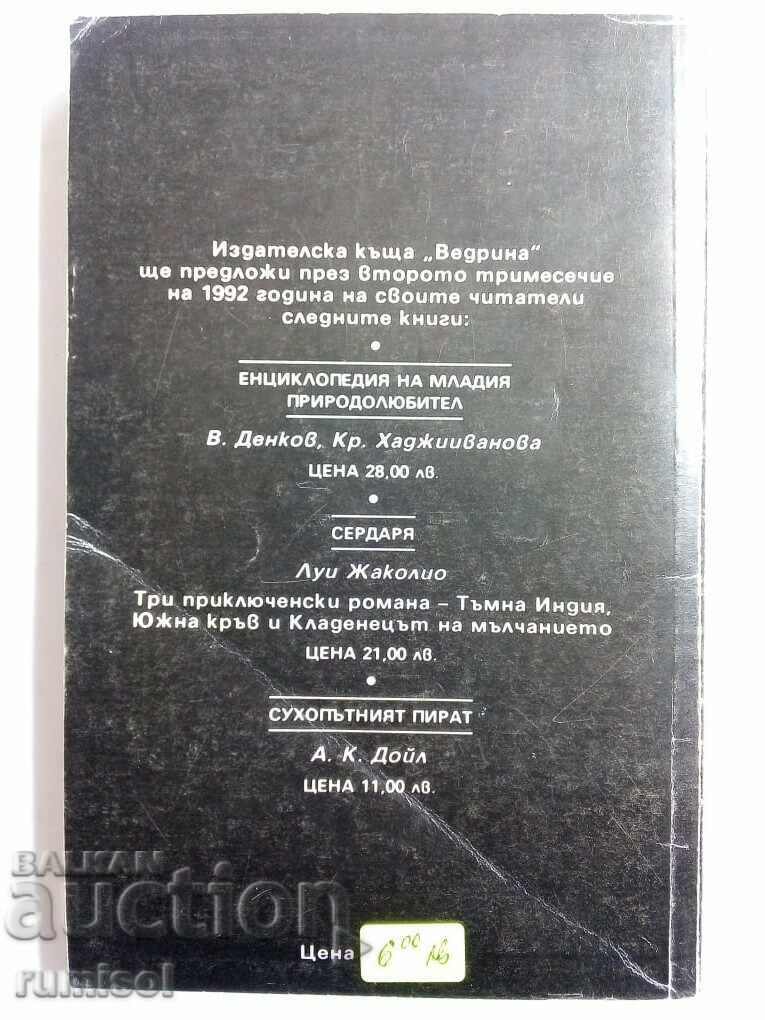 Издателска къща „Ведрина“
ще предложи през второто тримесечие
на 1992 година на своите читатели
следните книги:
•
ЕНЦИКЛОПЕДИЯ НА МЛАДИЯ
ПРИРОДОЛЮБИТЕЛ
В. Денков, Кр. Хаджииванова
ЦЕНА 28,00 лв.
•
СЕРДАРЯ
Луи Жаколио
Три приключенски романа – Тъмна Индия,
Южна кръв и Кладенецът на мълчанието
ЦЕНА 21,00 лв.
•
СУХОПЪТНИЯТ ПИРАТ
А. К. Дойл
ЦЕНА 11,00 лв.
BALKAN
auction
rumisol
Цена 6 00 лв